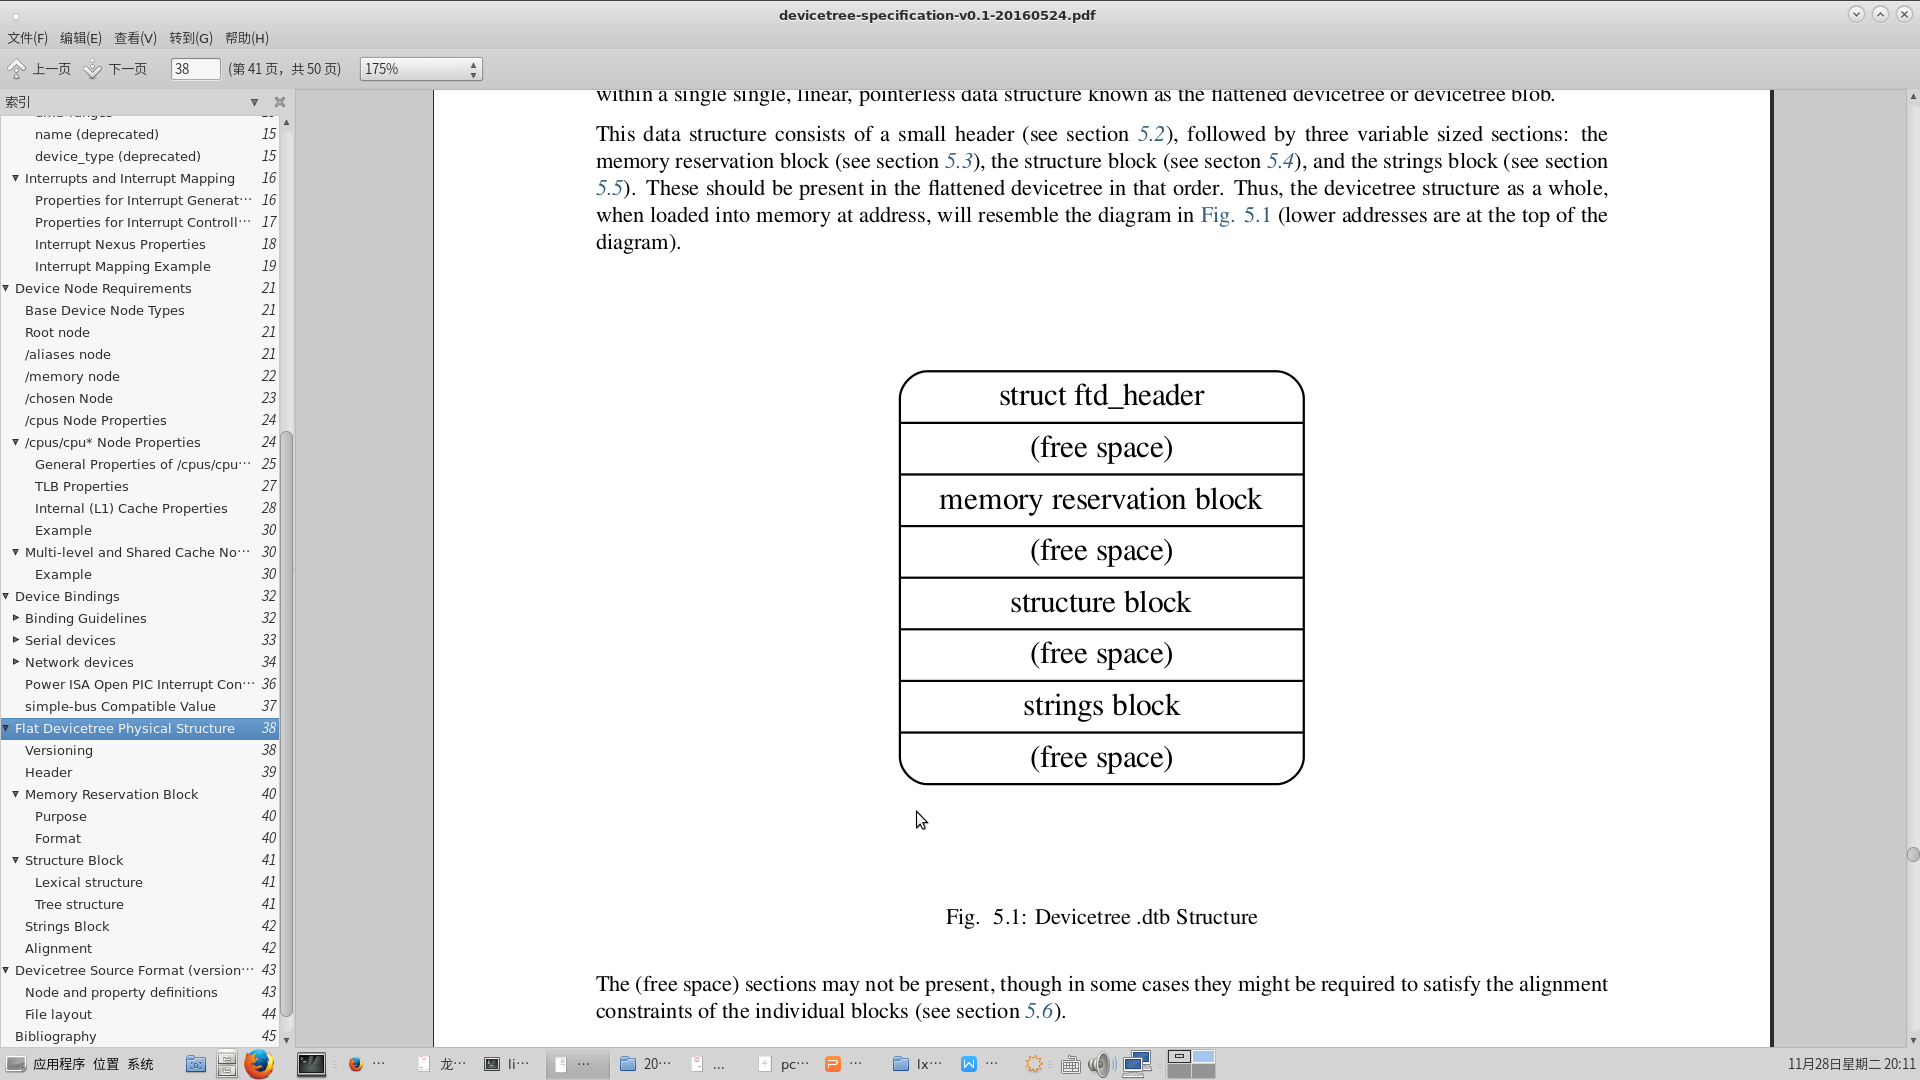 devicetree-specification-v0.1-20160524.pdf
文件(F) 编辑(E) 查看(V) 转到(G) 帮助(H)
上一页 下一页 38 (第 41 页，共 50 页) 175%
索引
name (deprecated) 15
device_type (deprecated) 15
Interrupts and Interrupt Mapping 16
Properties for Interrupt Generat··· 16
Properties for Interrupt Controll··· 17
Interrupt Nexus Properties 18
Interrupt Mapping Example 19
Device Node Requirements 21
Base Device Node Types 21
Root node 21
/aliases node 21
/memory node 22
/chosen Node 23
/cpus Node Properties 24
/cpus/cpu* Node Properties 24
General Properties of /cpus/cpu··· 25
TLB Properties 27
Internal (L1) Cache Properties 28
Example 30
Multi-level and Shared Cache No··· 30
Example 30
Device Bindings 32
Binding Guidelines 32
Serial devices 33
Network devices 34
Power ISA Open PIC Interrupt Con··· 36
simple-bus Compatible Value 37
Flat Devicetree Physical Structure 38
Versioning 38
Header 39
Memory Reservation Block 40
Purpose 40
Format 40
Structure Block 41
Lexical structure 41
Tree structure 41
Strings Block 42
Alignment 42
Devicetree Source Format (version··· 43
Node and property definitions 43
File layout 44
Bibliography 45
within a single single, linear, pointerless data structure known as the flattened devicetree or devicetree blob.
This data structure consists of a small header (see section 5.2), followed by three variable sized sections: the
memory reservation block (see section 5.3), the structure block (see secton 5.4), and the strings block (see section
5.5). These should be present in the flattened devicetree in that order. Thus, the devicetree structure as a whole,
when loaded into memory at address, will resemble the diagram in Fig. 5.1 (lower addresses are at the top of the
diagram).
struct ftd_header
(free space)
memory reservation block
(free space)
structure block
(free space)
strings block
(free space)
Fig. 5.1: Devicetree .dtb Structure
The (free space) sections may not be present, though in some cases they might be required to satisfy the alignment
constraints of the individual blocks (see section 5.6).
应用程序 位置 系统 ··· 龙··· li··· ··· 20··· ... pc··· ··· lx··· ··· 11月28日星期二 20:11